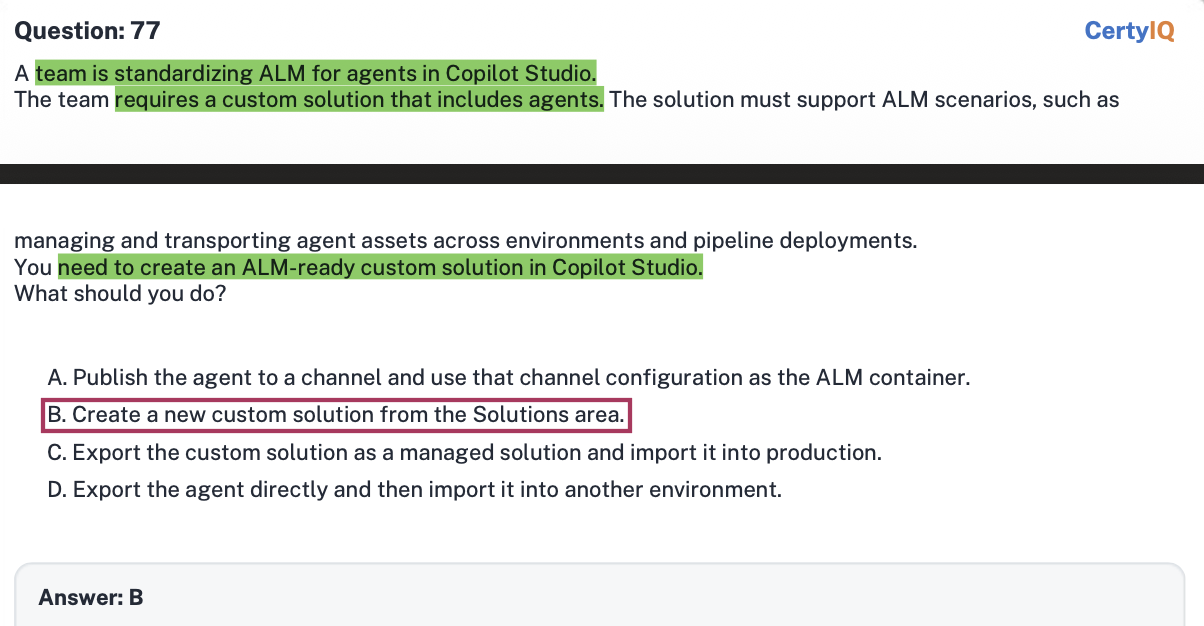 Question: 77
CertyIQ
A team is standardizing ALM for agents in Copilot Studio.
The team requires a custom solution that includes agents. The solution must support ALM scenarios, such as
managing and transporting agent assets across environments and pipeline deployments.
You need to create an ALM-ready custom solution in Copilot Studio.
What should you do?
A. Publish the agent to a channel and use that channel configuration as the ALM container.
B. Create a new custom solution from the Solutions area.
C. Export the custom solution as a managed solution and import it into production.
D. Export the agent directly and then import it into another environment.
Answer: B